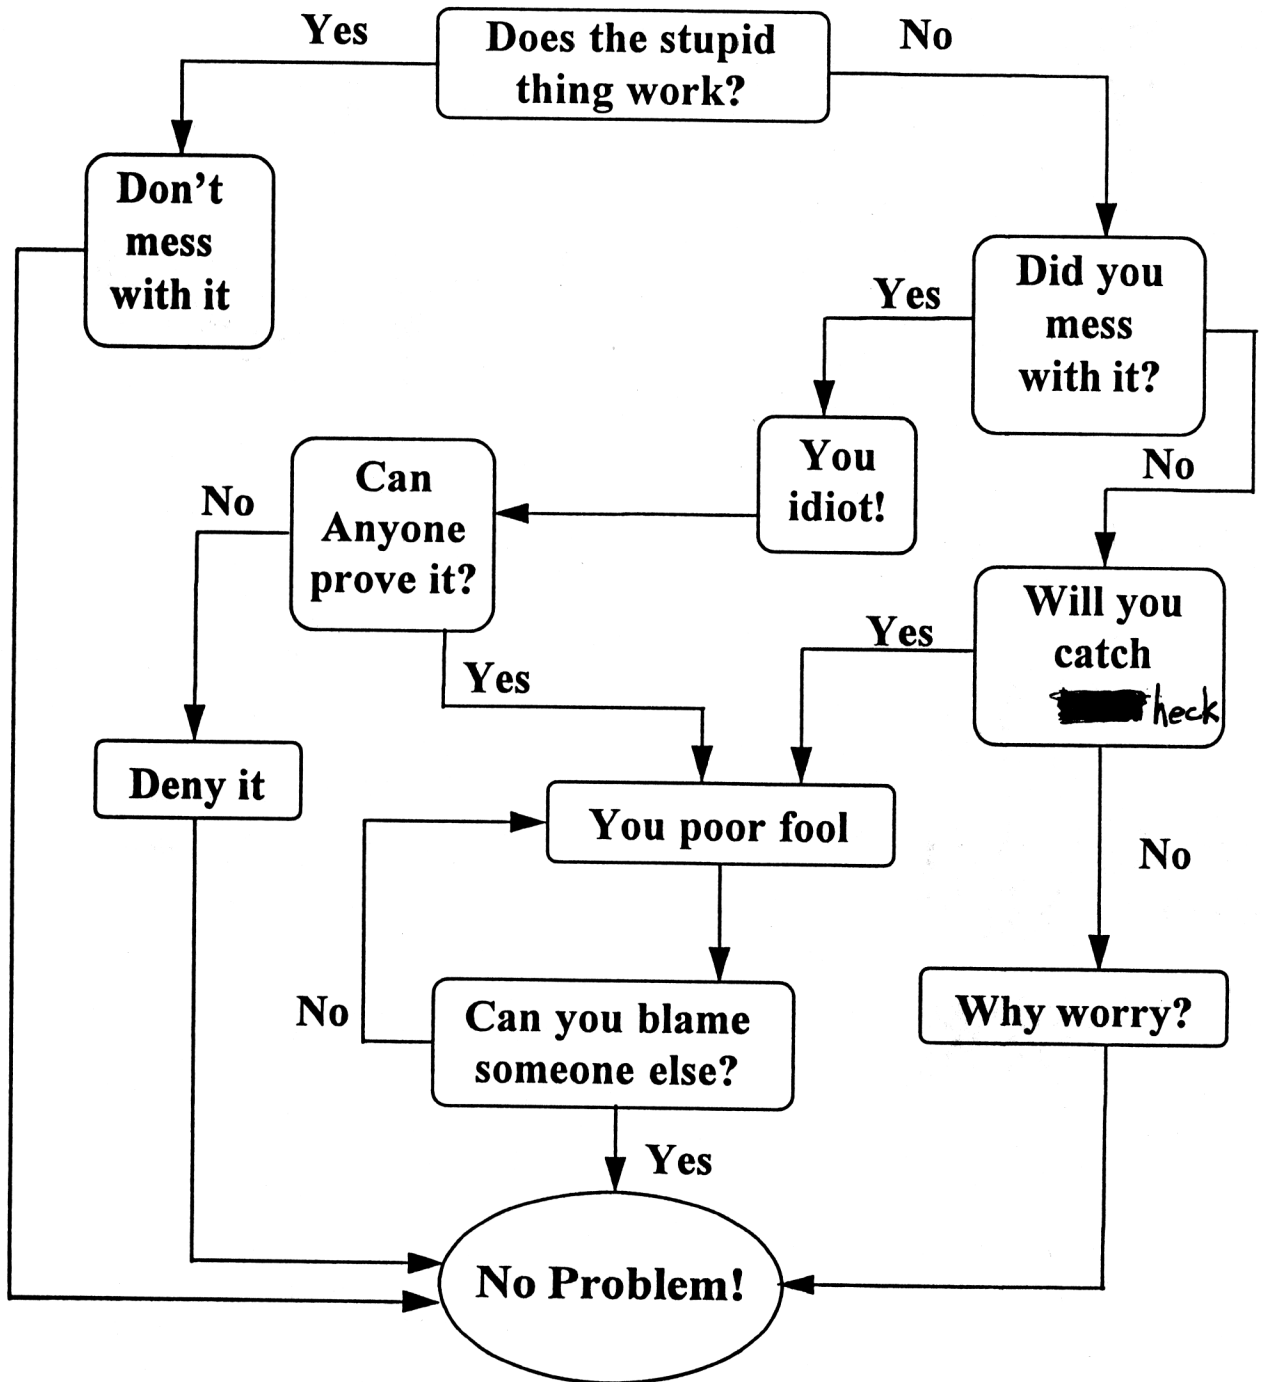 Yes
Does the stupid
thing work?
No
Don't
mess
with it
Did you
mess
with it?
Yes
No
You
idiot!
Can
Anyone
prove it?
No
Yes
Will you
catch
heck
Yes
No
Deny it
You poor fool
Can you blame
someone else?
No
Yes
Why worry?
No Problem!